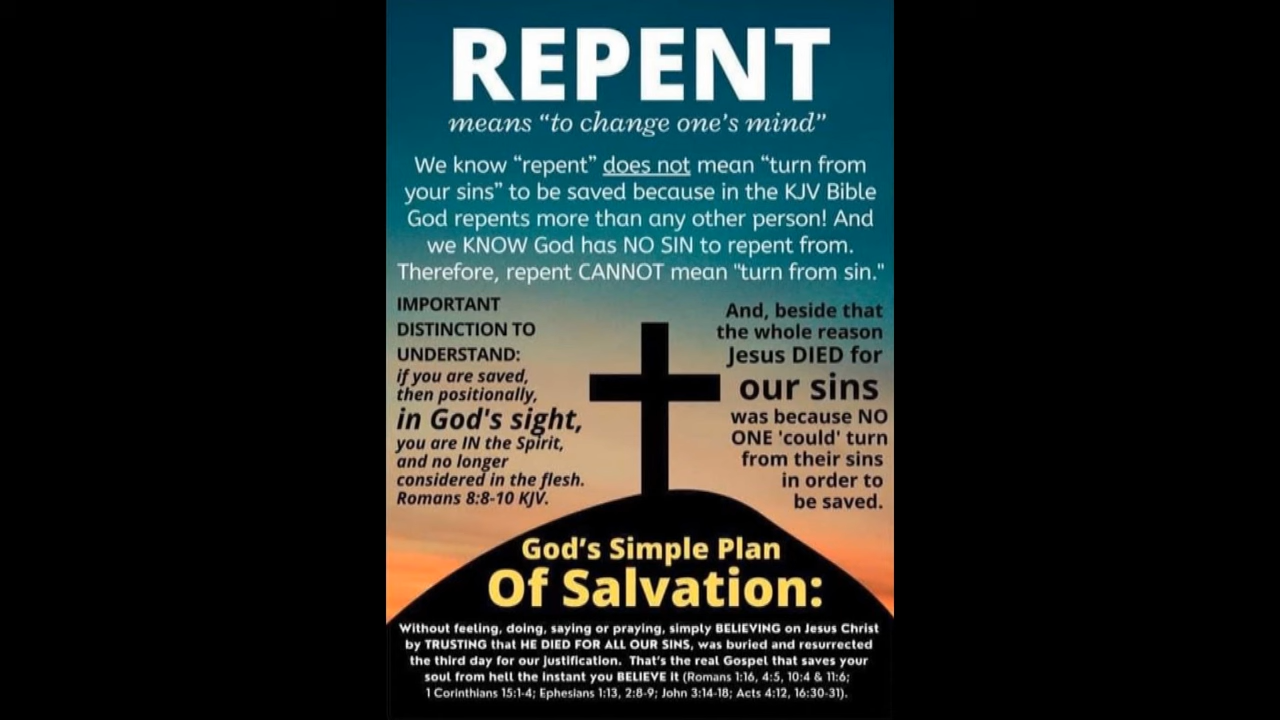 REPENT
means “to change one’s mind”
We know “repent” does not mean “turn from
your sins” to be saved because in the KJV Bible
God repents more than any other person! And
we KNOW God has NO SIN to repent from.
Therefore, repent CANNOT mean "turn from sin."
IMPORTANT
DISTINCTION TO
UNDERSTAND:
if you are saved,
then positionally,
in God's sight,
you are IN the Spirit,
and no longer
considered in the flesh.
Romans 8:8-10 KJV.
And, beside that
the whole reason
Jesus DIED for
our sins
was because NO
ONE 'could' turn
from their sins
in order to
be saved.
God’s Simple Plan
Of Salvation:
Without feeling, doing, saying or praying, simply BELIEVING on Jesus Christ
by TRUSTING that HE DIED FOR ALL OUR SINS, was buried and resurrected
the third day for our justification. That’s the real Gospel that saves your
soul from hell the instant you BELIEVE it (Romans 1:16, 4:5, 10:4 & 11:6;
1 Corinthians 15:1-4; Ephesians 1:13, 2:8-9; John 3:14-18; Acts 4:12, 16:30-31).